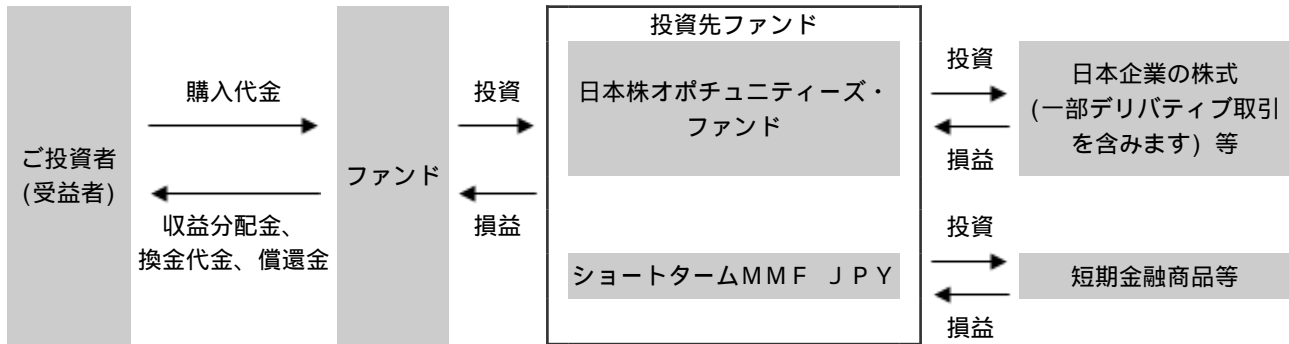 ご投資者
(受益者)
購入代金
収益分配金、
換金代金、償還金
ファンド
投資
損益
投資先ファンド
日本株オポチュニティーズ・
ファンド
ショートタームＭＭＦ　ＪＰＹ
投資
損益
日本企業の株式
(一部デリバティブ取引
を含みます）等
投資
損益
短期金融商品等